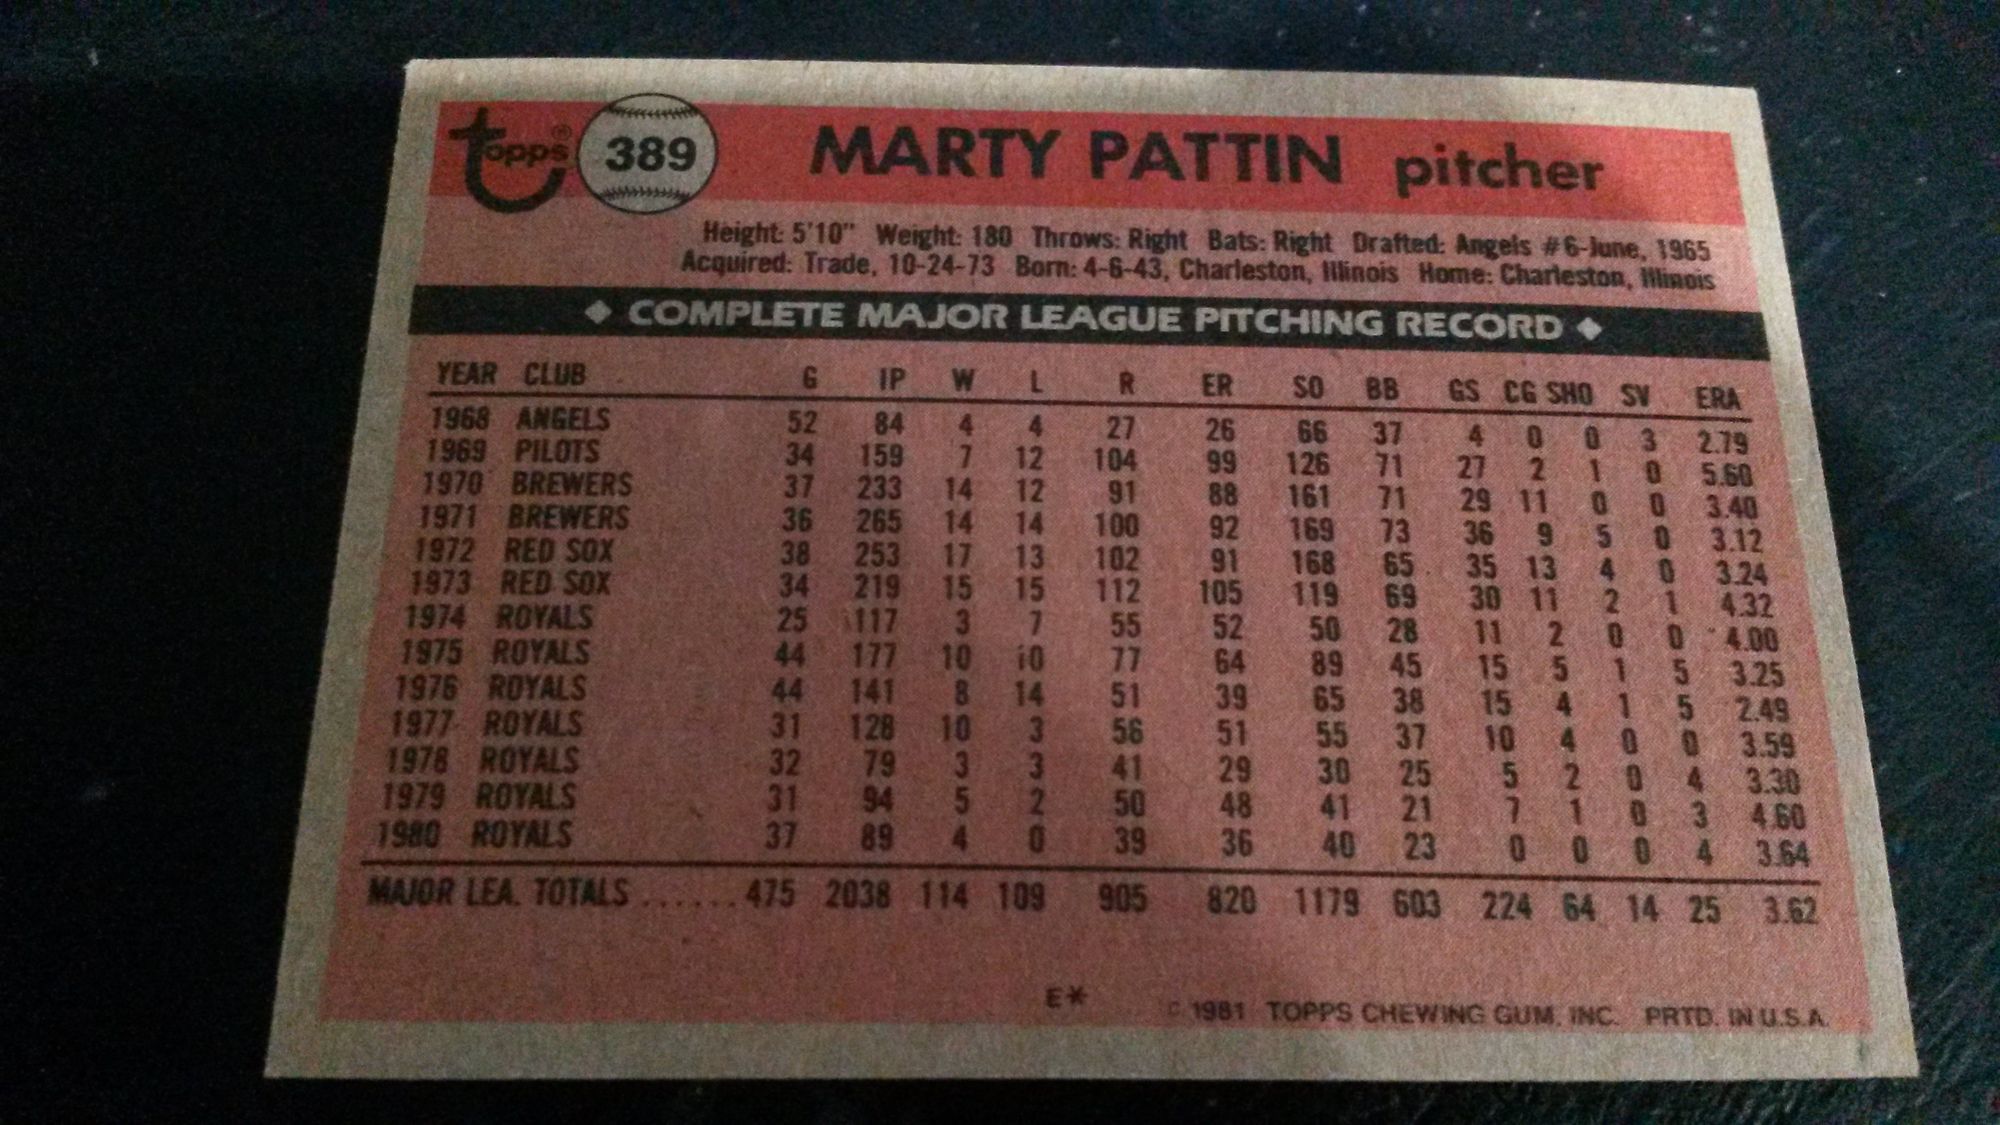 topps® 389 MARTY PATTIN pitcher
Height: 5'10" Weight: 180 Throws: Right Bats: Right Drafted: Angels #6-June, 1965
Acquired: Trade, 10-24-73 Born: 4-6-43, Charleston, Illinois Home: Charleston, Illinois
◆ COMPLETE MAJOR LEAGUE PITCHING RECORD ◆
YEAR CLUB G IP W L R ER SO BB GS CG SHO SV ERA
1968 ANGELS 52 84 4 4 27 26 66 37 4 0 0 3 2.79
1969 PILOTS 34 159 7 12 104 99 126 71 27 2 1 0 5.60
1970 BREWERS 37 233 14 12 91 88 161 71 29 11 0 0 3.40
1971 BREWERS 36 265 14 14 100 92 169 73 36 9 5 0 3.12
1972 RED SOX 38 253 17 13 102 91 168 65 35 13 4 0 3.24
1973 RED SOX 34 219 15 15 112 105 119 69 30 11 2 1 4.32
1974 ROYALS 25 117 3 7 55 52 50 28 11 2 0 0 4.00
1975 ROYALS 44 177 10 10 77 64 89 45 15 5 1 5 3.25
1976 ROYALS 44 141 8 14 51 39 65 38 15 4 1 5 2.49
1977 ROYALS 31 128 10 3 56 51 55 37 10 4 0 0 3.59
1978 ROYALS 32 79 3 3 41 29 30 25 5 2 0 4 3.30
1979 ROYALS 31 94 5 2 50 48 41 21 7 1 0 3 4.60
1980 ROYALS 37 89 4 0 39 36 40 23 0 0 0 4 3.64
MAJOR LEA. TOTALS ...... 475 2038 114 109 905 820 1179 603 224 64 14 25 3.62
E* © 1981 TOPPS CHEWING GUM, INC. PRTD. IN U.S.A.